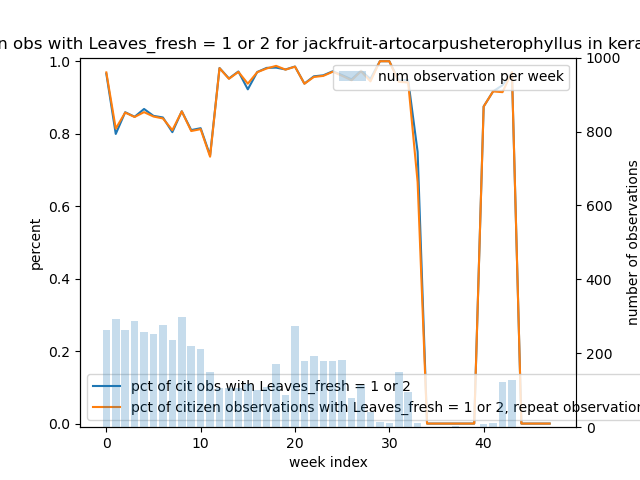 n obs with Leaves_fresh = 1 or 2 for jackfruit-artocarpusheterophyllus in kera
1.0
0.8
0.6
0.4
0.2
0.0
percent
1000
800
600
400
200
0
number of observations
num observation per week
pct of cit obs with Leaves_fresh = 1 or 2
pct of citizen observations with Leaves_fresh = 1 or 2, repeat observation
0 10 20 30 40
week index